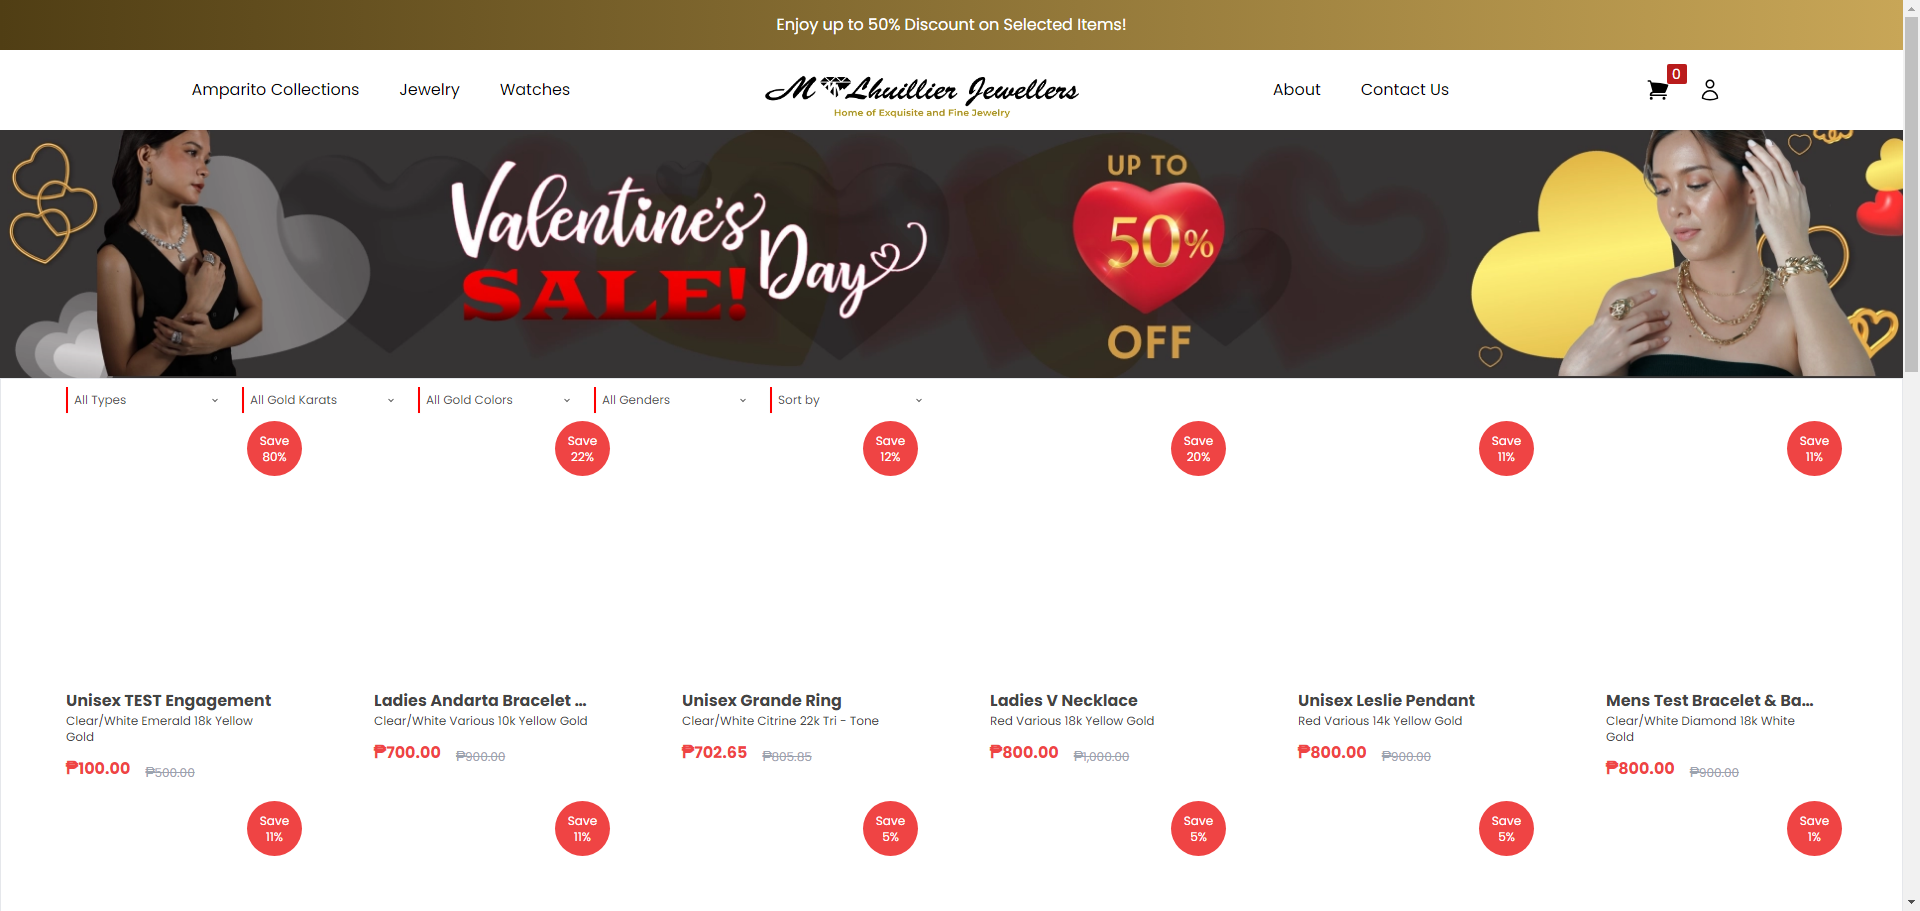 Enjoy up to 50% Discount on Selected Items!
Amparito Collections
Jewelry
Watches
M Lhuillier Jewellers
Home of Exquisite and Fine Jewelry
About
Contact Us
0
Valentine's
Day
SALE!
UP TO
50%
OFF
All Types
All Gold Karats
All Gold Colors
All Genders
Sort by
Save
80%
Save
22%
Save
12%
Save
20%
Save
11%
Save
11%
Unisex TEST Engagement
Clear/White Emerald 18k Yellow
Gold
₱100.00 ₱500.00
Ladies Andarta Bracelet ...
Clear/White Various 10k Yellow Gold
₱700.00 ₱900.00
Unisex Grande Ring
Clear/White Citrine 22k Tri - Tone
₱702.65 ₱805.85
Ladies V Necklace
Red Various 18k Yellow Gold
₱800.00 ₱1,000.00
Unisex Leslie Pendant
Red Various 14k Yellow Gold
₱800.00 ₱900.00
Mens Test Bracelet & Ba...
Clear/White Diamond 18k White
Gold
₱800.00 ₱900.00
Save
11%
Save
11%
Save
5%
Save
5%
Save
5%
Save
1%